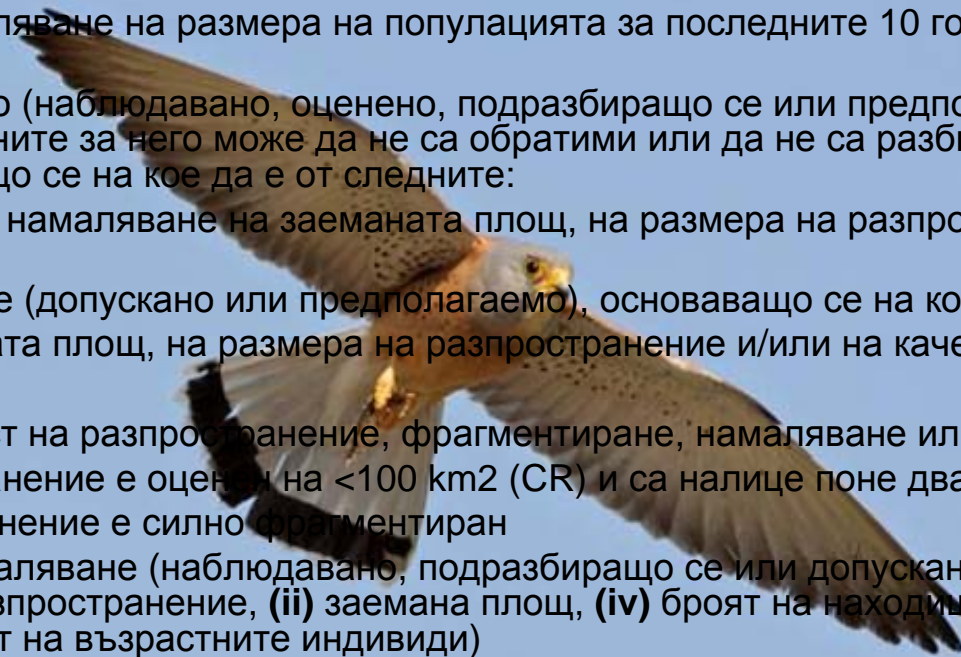 ляване на размера на популацията за последните 10 го
о (наблюдавано, оценено, подразбиращо се или предпо
ните за него може да не са обратими или да не са разби
що се на кое да е от следните:
намаляване на заеманата площ, на размера на разпро
е (допускано или предполагаемо), основаващо се на ко
ата площ, на размера на разпространение и/или на каче
т на разпространение, фрагментиране, намаляване ил
нение е оценен на <100 km2 (CR) и са налице поне два
нение е силно фрагментиран
аляване (наблюдавано, подразбиращо се или допускан
зпространение, (ii) заемана площ, (iv) броят на находищ
т на възрастните индивиди)